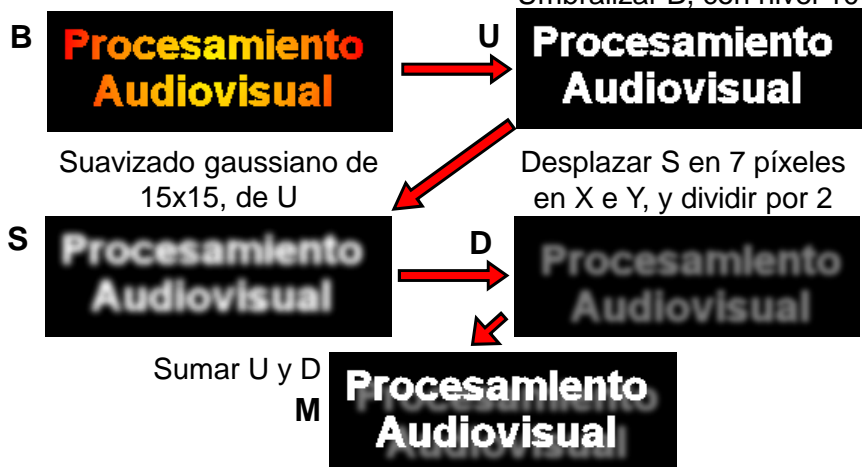 Umbralizar con nivel
B
Procesamiento
Audiovisual
U
Procesamiento
Audiovisual
Suavizado gaussiano de
15x15, de U
Desplazar S en 7 píxeles
en X e Y, y dividir por 2
S
Procesamiento
Audiovisual
D
Procesamiento
Audiovisual
Sumar U y D
M
Procesamiento
Audiovisual